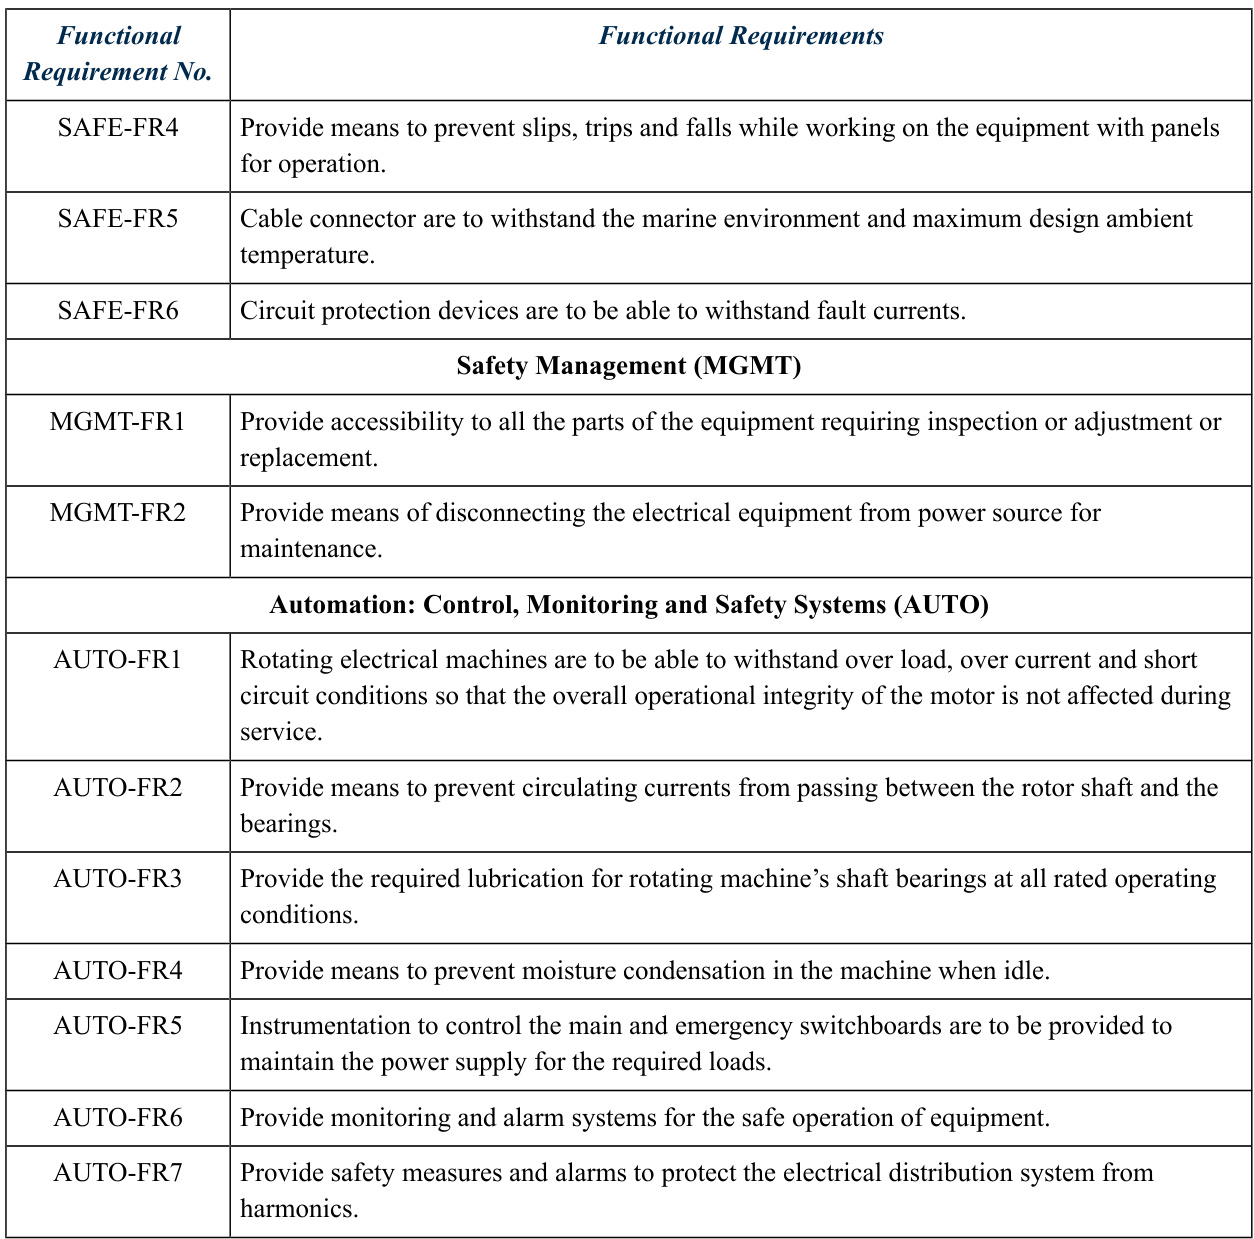 Functional
Requirement No.
Functional Requirements
SAFE-FR4
Provide means to prevent slips, trips and falls while working on the equipment with panels
for operation.
SAFE-FR5
Cable connector are to withstand the marine environment and maximum design ambient
temperature.
SAFE-FR6
Circuit protection devices are to be able to withstand fault currents.
Safety Management (MGMT)
MGMT-FR1
Provide accessibility to all the parts of the equipment requiring inspection or adjustment or
replacement.
MGMT-FR2
Provide means of disconnecting the electrical equipment from power source for
maintenance.
Automation: Control, Monitoring and Safety Systems (AUTO)
AUTO-FR1
Rotating electrical machines are to be able to withstand over load, over current and short
circuit conditions so that the overall operational integrity of the motor is not affected during
service.
AUTO-FR2
Provide means to prevent circulating currents from passing between the rotor shaft and the
bearings.
AUTO-FR3
Provide the required lubrication for rotating machine’s shaft bearings at all rated operating
conditions.
AUTO-FR4
Provide means to prevent moisture condensation in the machine when idle.
AUTO-FR5
Instrumentation to control the main and emergency switchboards are to be provided to
maintain the power supply for the required loads.
AUTO-FR6
Provide monitoring and alarm systems for the safe operation of equipment.
AUTO-FR7
Provide safety measures and alarms to protect the electrical distribution system from
harmonics.